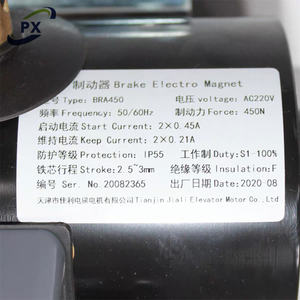 PX
制动器 Brake Electro Magnet
号 Type: BRA450 电压 voltage: AC220V
频率 Frequency: 50/60Hz 制动力 Force: 450N
启动电流 Start Current: 2×0.45A
维持电流 Keep Current: 2×0.21A
防护等级 Protection: IP55 工作制 Duty: S1-100%
铁芯行程 Stroke: 2.5~3mm 绝缘等级 Insulation: F
编号 Ser. No. 20082365 出厂日期 DATE: 2020-08
天津市佳利电梯电机有限公司 Tianjin Jiali Elevator Motor Co., Ltd